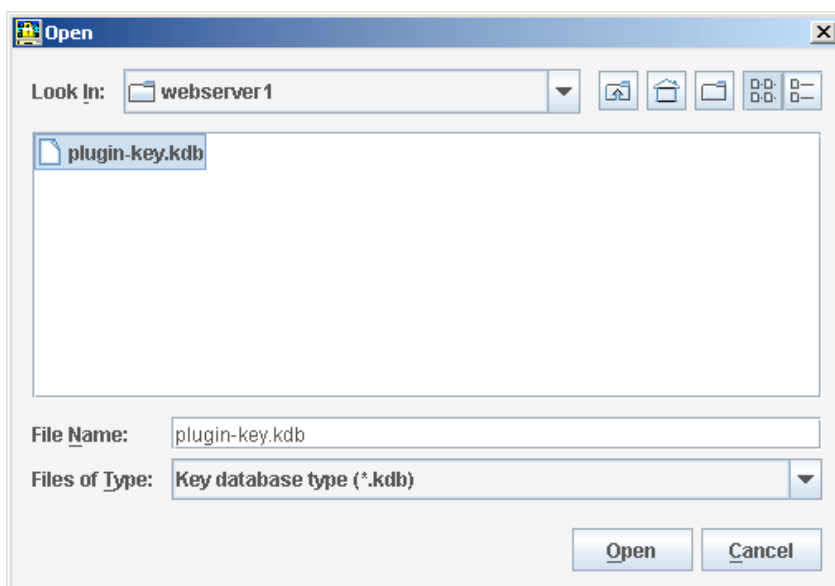 Open
Look In: webserver1
plugin-key.kdb
File Name: plugin-key.kdb
Files of Type: Key database type (*.kdb)
Open Cancel